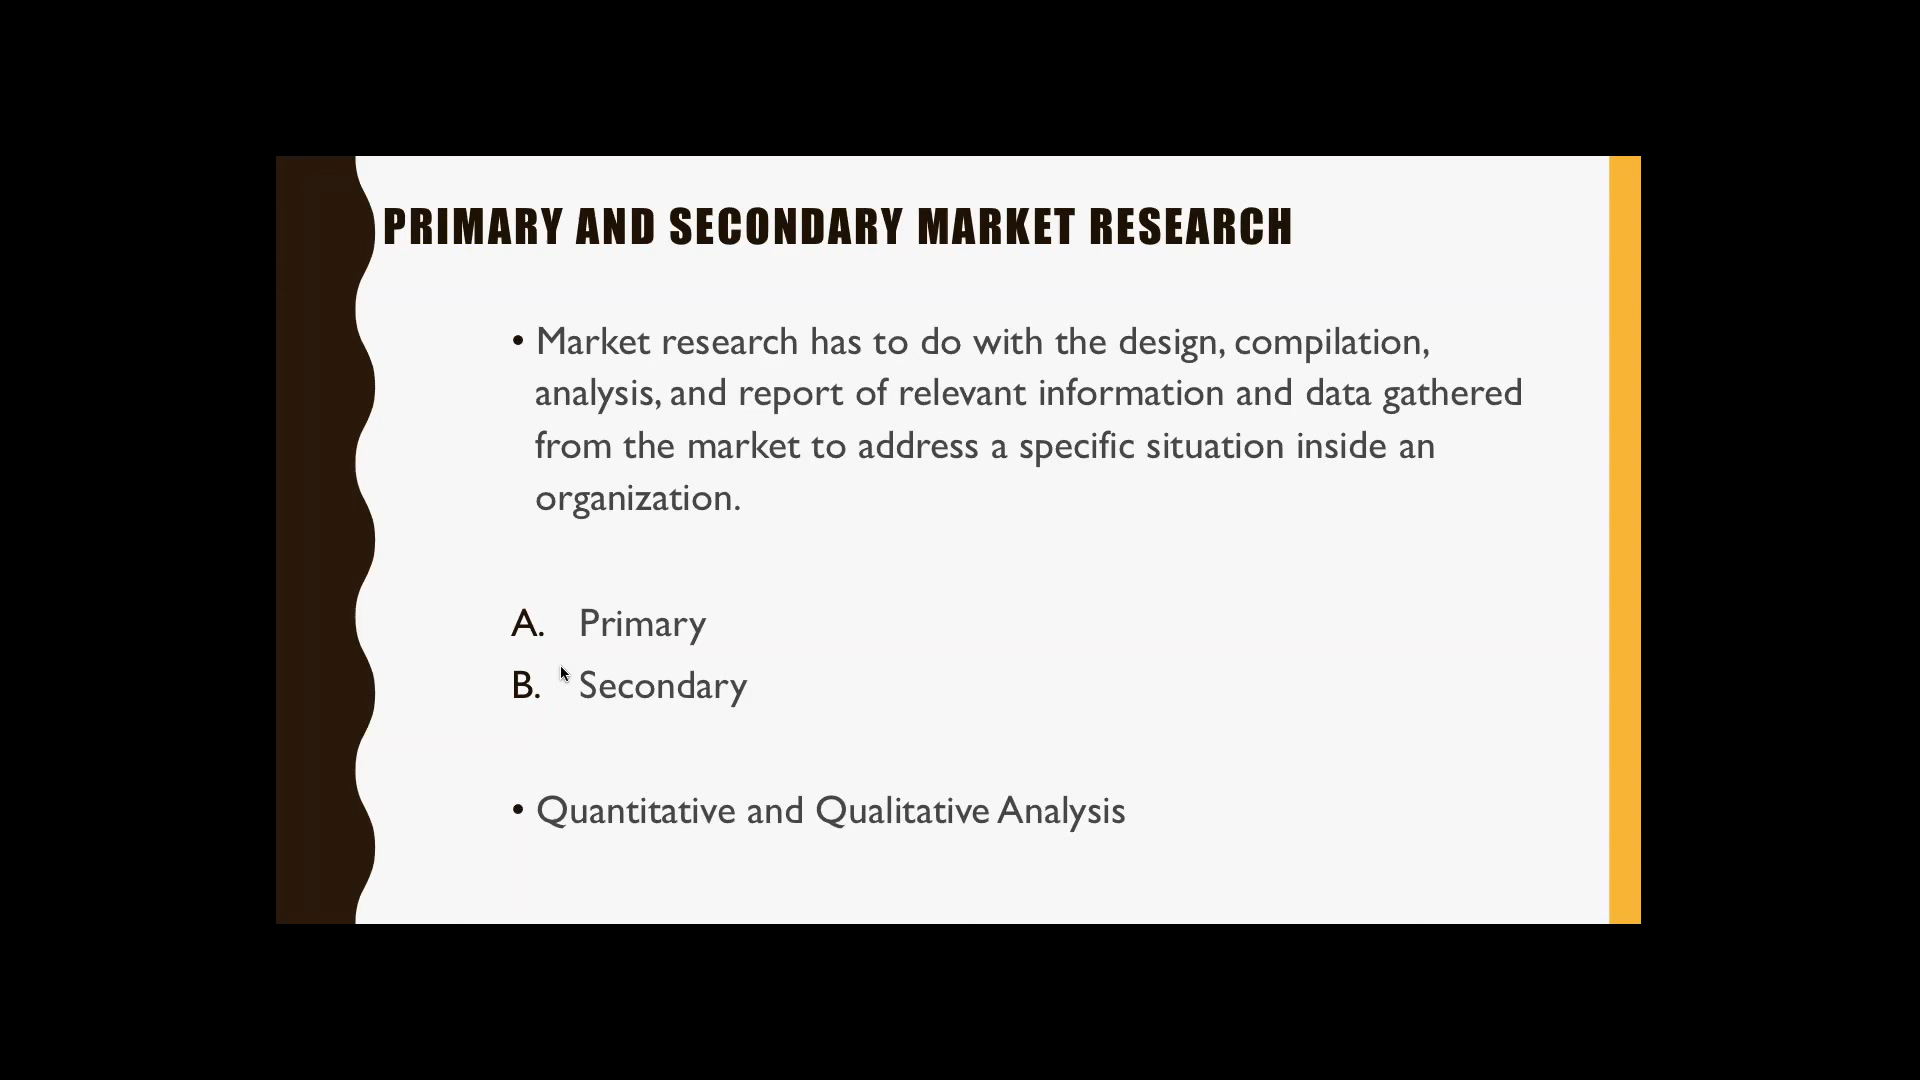 PRIMARY AND SECONDARY MARKET RESEARCH
• Market research has to do with the design, compilation,
analysis, and report of relevant information and data gathered
from the market to address a specific situation inside an
organization.
A. Primary
B. Secondary
• Quantitative and Qualitative Analysis